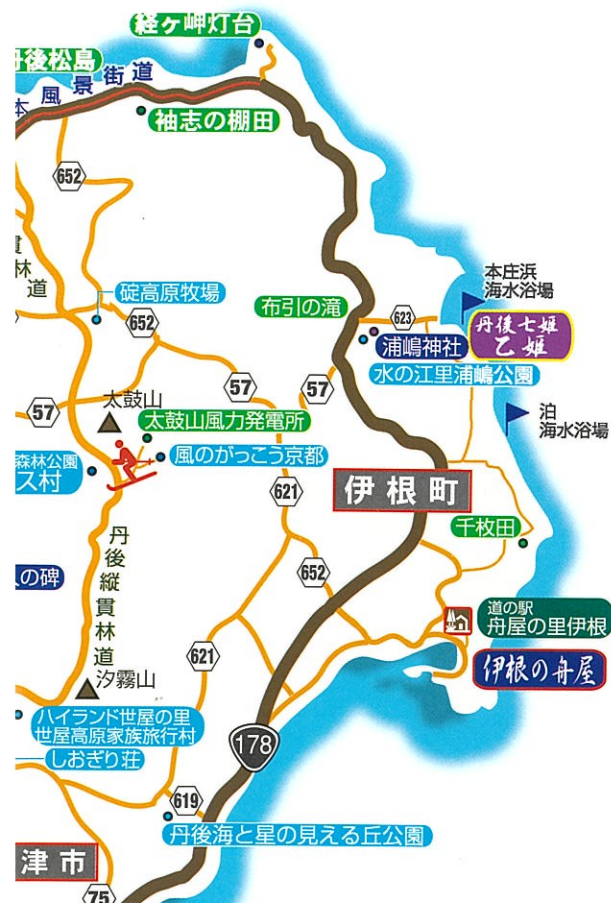 経ヶ岬灯台
丹後松島
本風景街道
袖志の棚田
652
貫林道
碇高原牧場
652
布引の滝
623
本庄浜
海水浴場
丹後七姫
乙姫
浦嶋神社
水の江里浦嶋公園
57
57
57
太鼓山
太鼓山風力発電所
風のがっこう京都
森林公園
ス村
泊
海水浴場
伊根町
621
千枚田
丹後縦貫林道
652
の碑
道の駅
舟屋の里伊根
伊根の舟屋
621
汐霧山
ハイランド世屋の里
世屋高原家族旅行村
しおぎり荘
178
619
丹後海と星の見える丘公園
津市
75